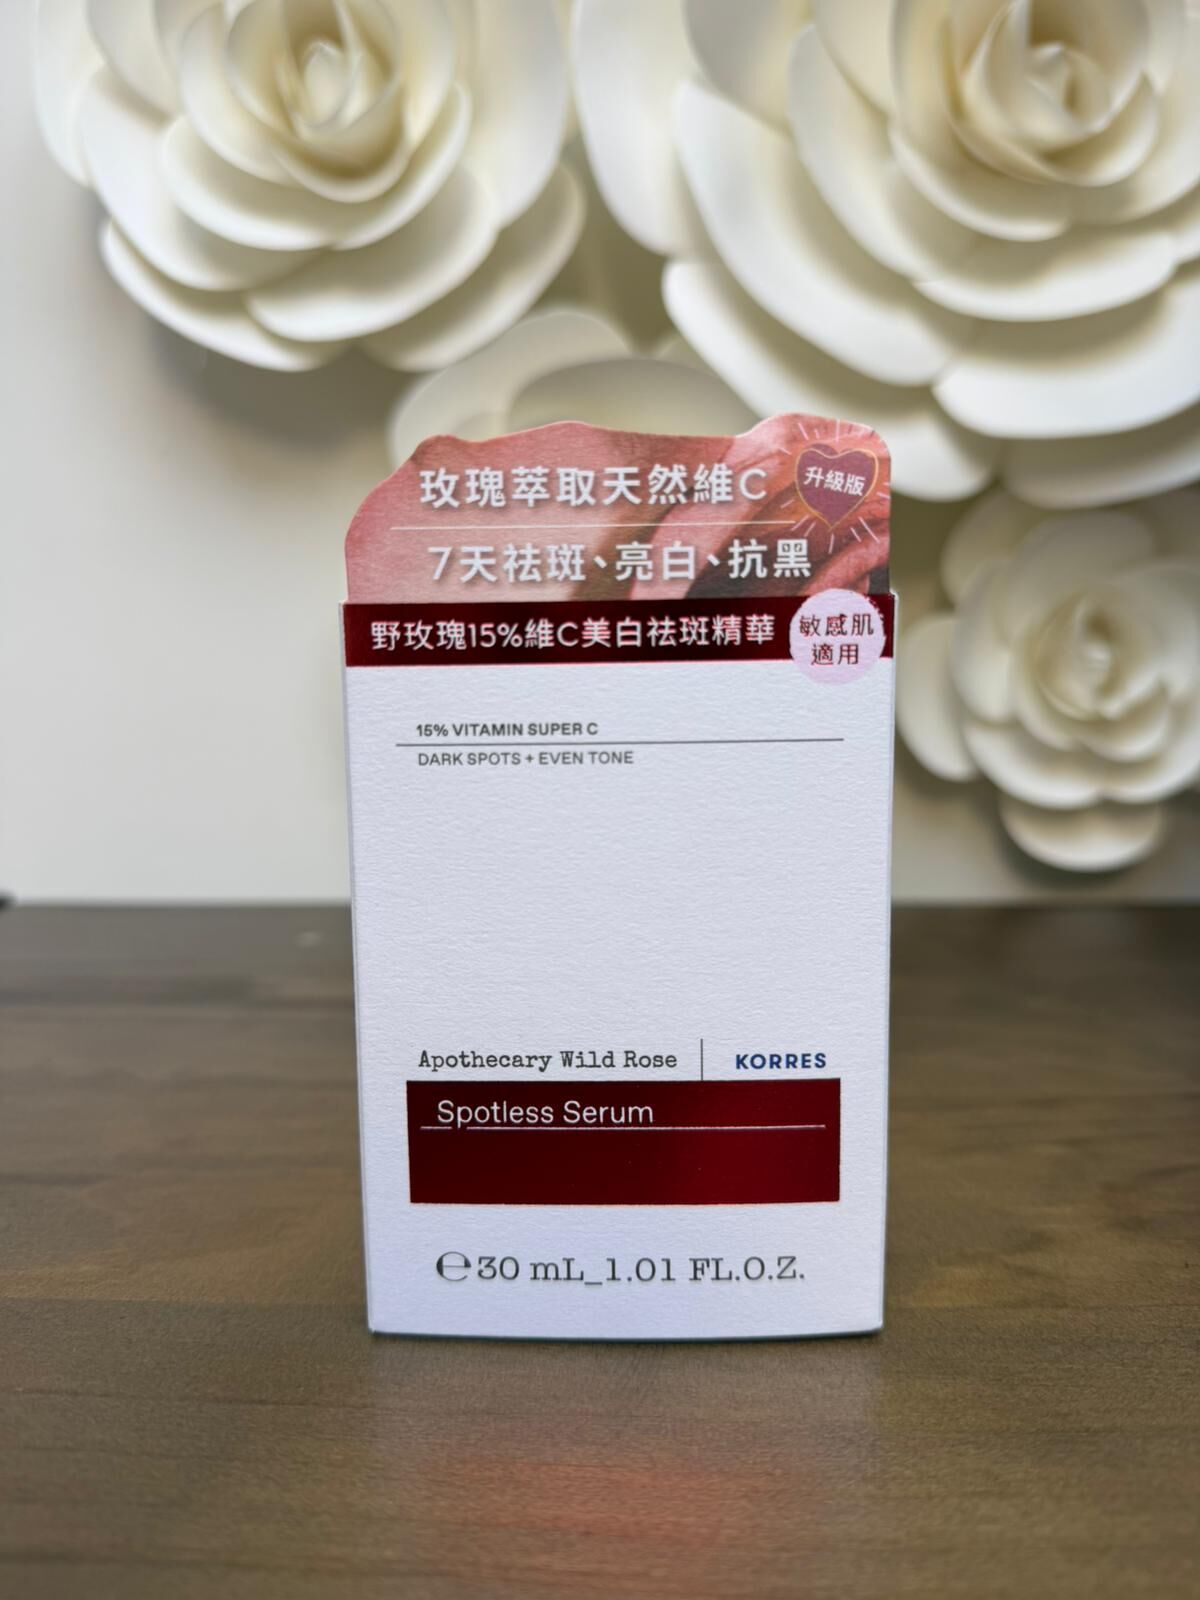 玫瑰萃取天然維C
升級版
7天祛斑、亮白、抗黑
野玫瑰15%維C美白祛斑精華
敏感肌
適用
15% VITAMIN SUPER C
DARK SPOTS + EVEN TONE
Apothecary Wild Rose
KORRES
Spotless Serum
℮30 mL_1.01 FL.O.Z.